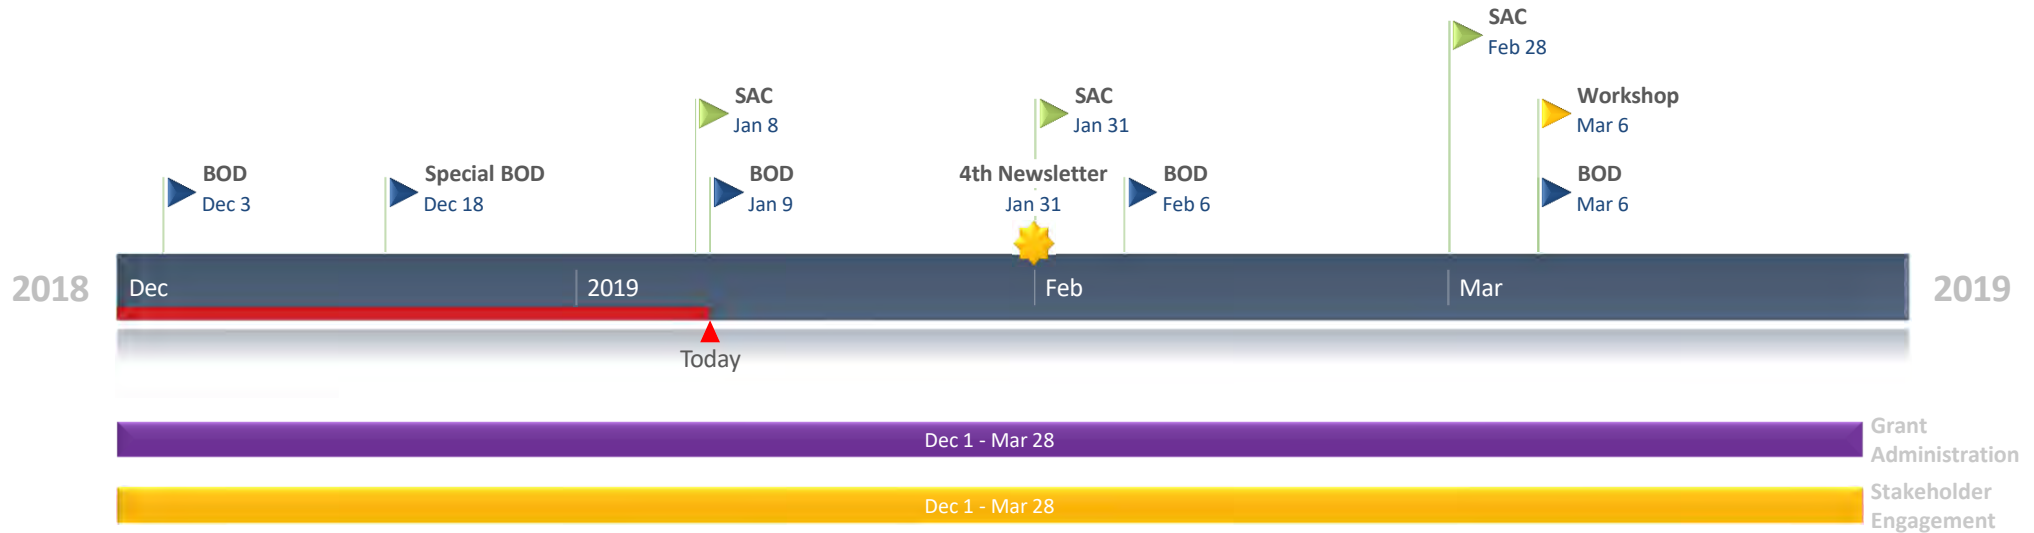 SAC
Feb 28
SAC
Jan 8
SAC
Jan 31
Workshop
Mar 6
BOD
Dec 3
Special BOD
Dec 18
BOD
Jan 9
4th Newsletter
Jan 31
BOD
Feb 6
BOD
Mar 6
2018
Dec
2019
Feb
Mar
2019
Today
Dec 1 - Mar 28
Grant
Administration
Dec 1 - Mar 28
Stakeholder
Engagement